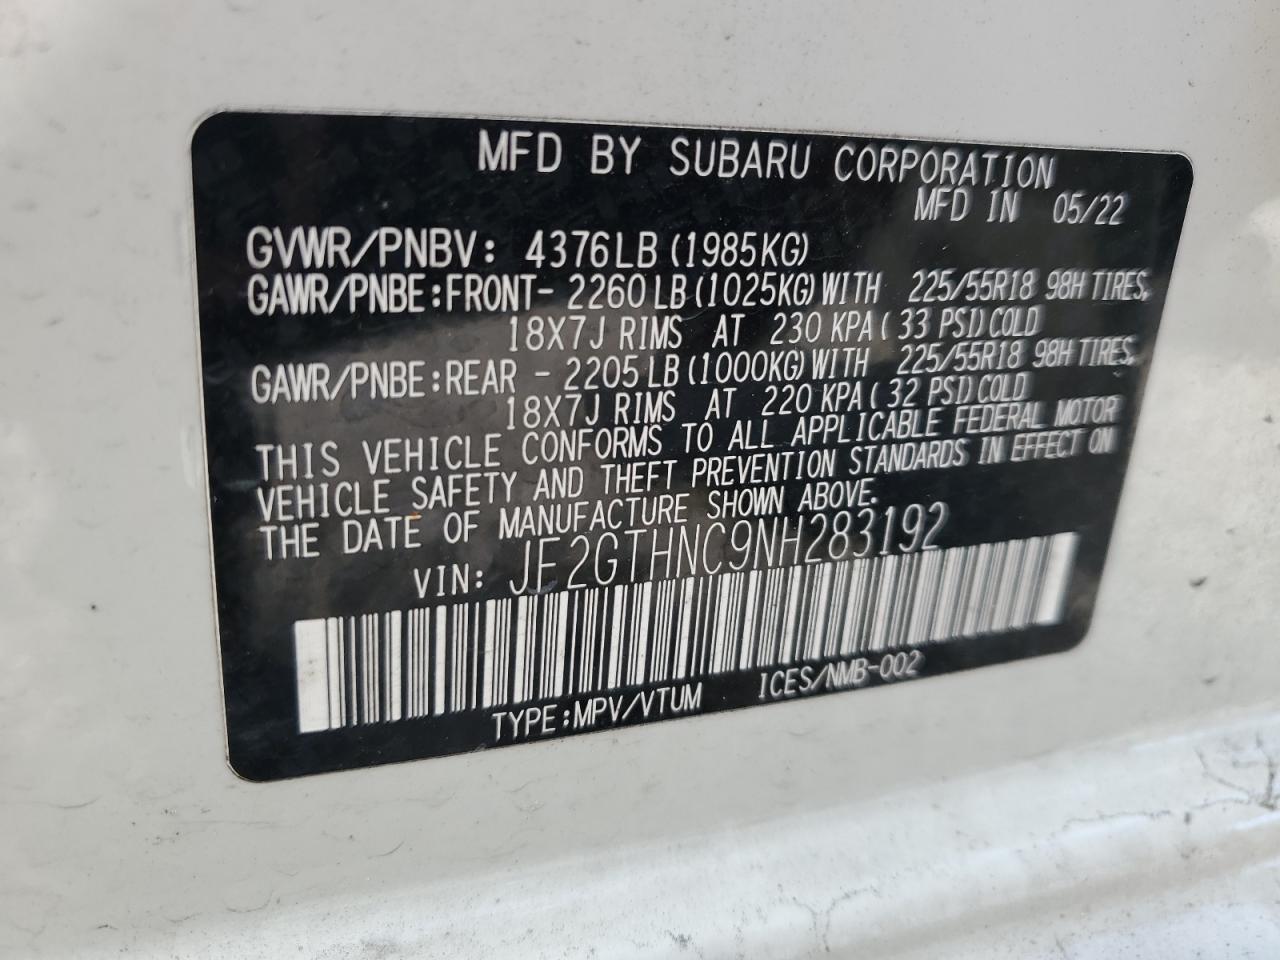 MFD BY SUBARU CORPORATION
MFD IN 05/22
GVWR/PNBV: 4376LB (1985KG)
GAWR/PNBE:FRONT- 2260 LB (1025KG) WITH 225/55R18 98H TIRES,
18X7J RIMS AT 230 KPA ( 33 PSI) COLD
GAWR/PNBE:REAR - 2205 LB (1000KG) WITH 225/55R18 98H TIRES,
18X7J RIMS AT 220 KPA ( 32 PSI) COLD
THIS VEHICLE CONFORMS TO ALL APPLICABLE FEDERAL MOTOR
VEHICLE SAFETY AND THEFT PREVENTION STANDARDS IN EFFECT ON
THE DATE OF MANUFACTURE SHOWN ABOVE.
VIN: JF2GTHNC9NH283192
TYPE:MPV/VTUM ICES/NMB-002